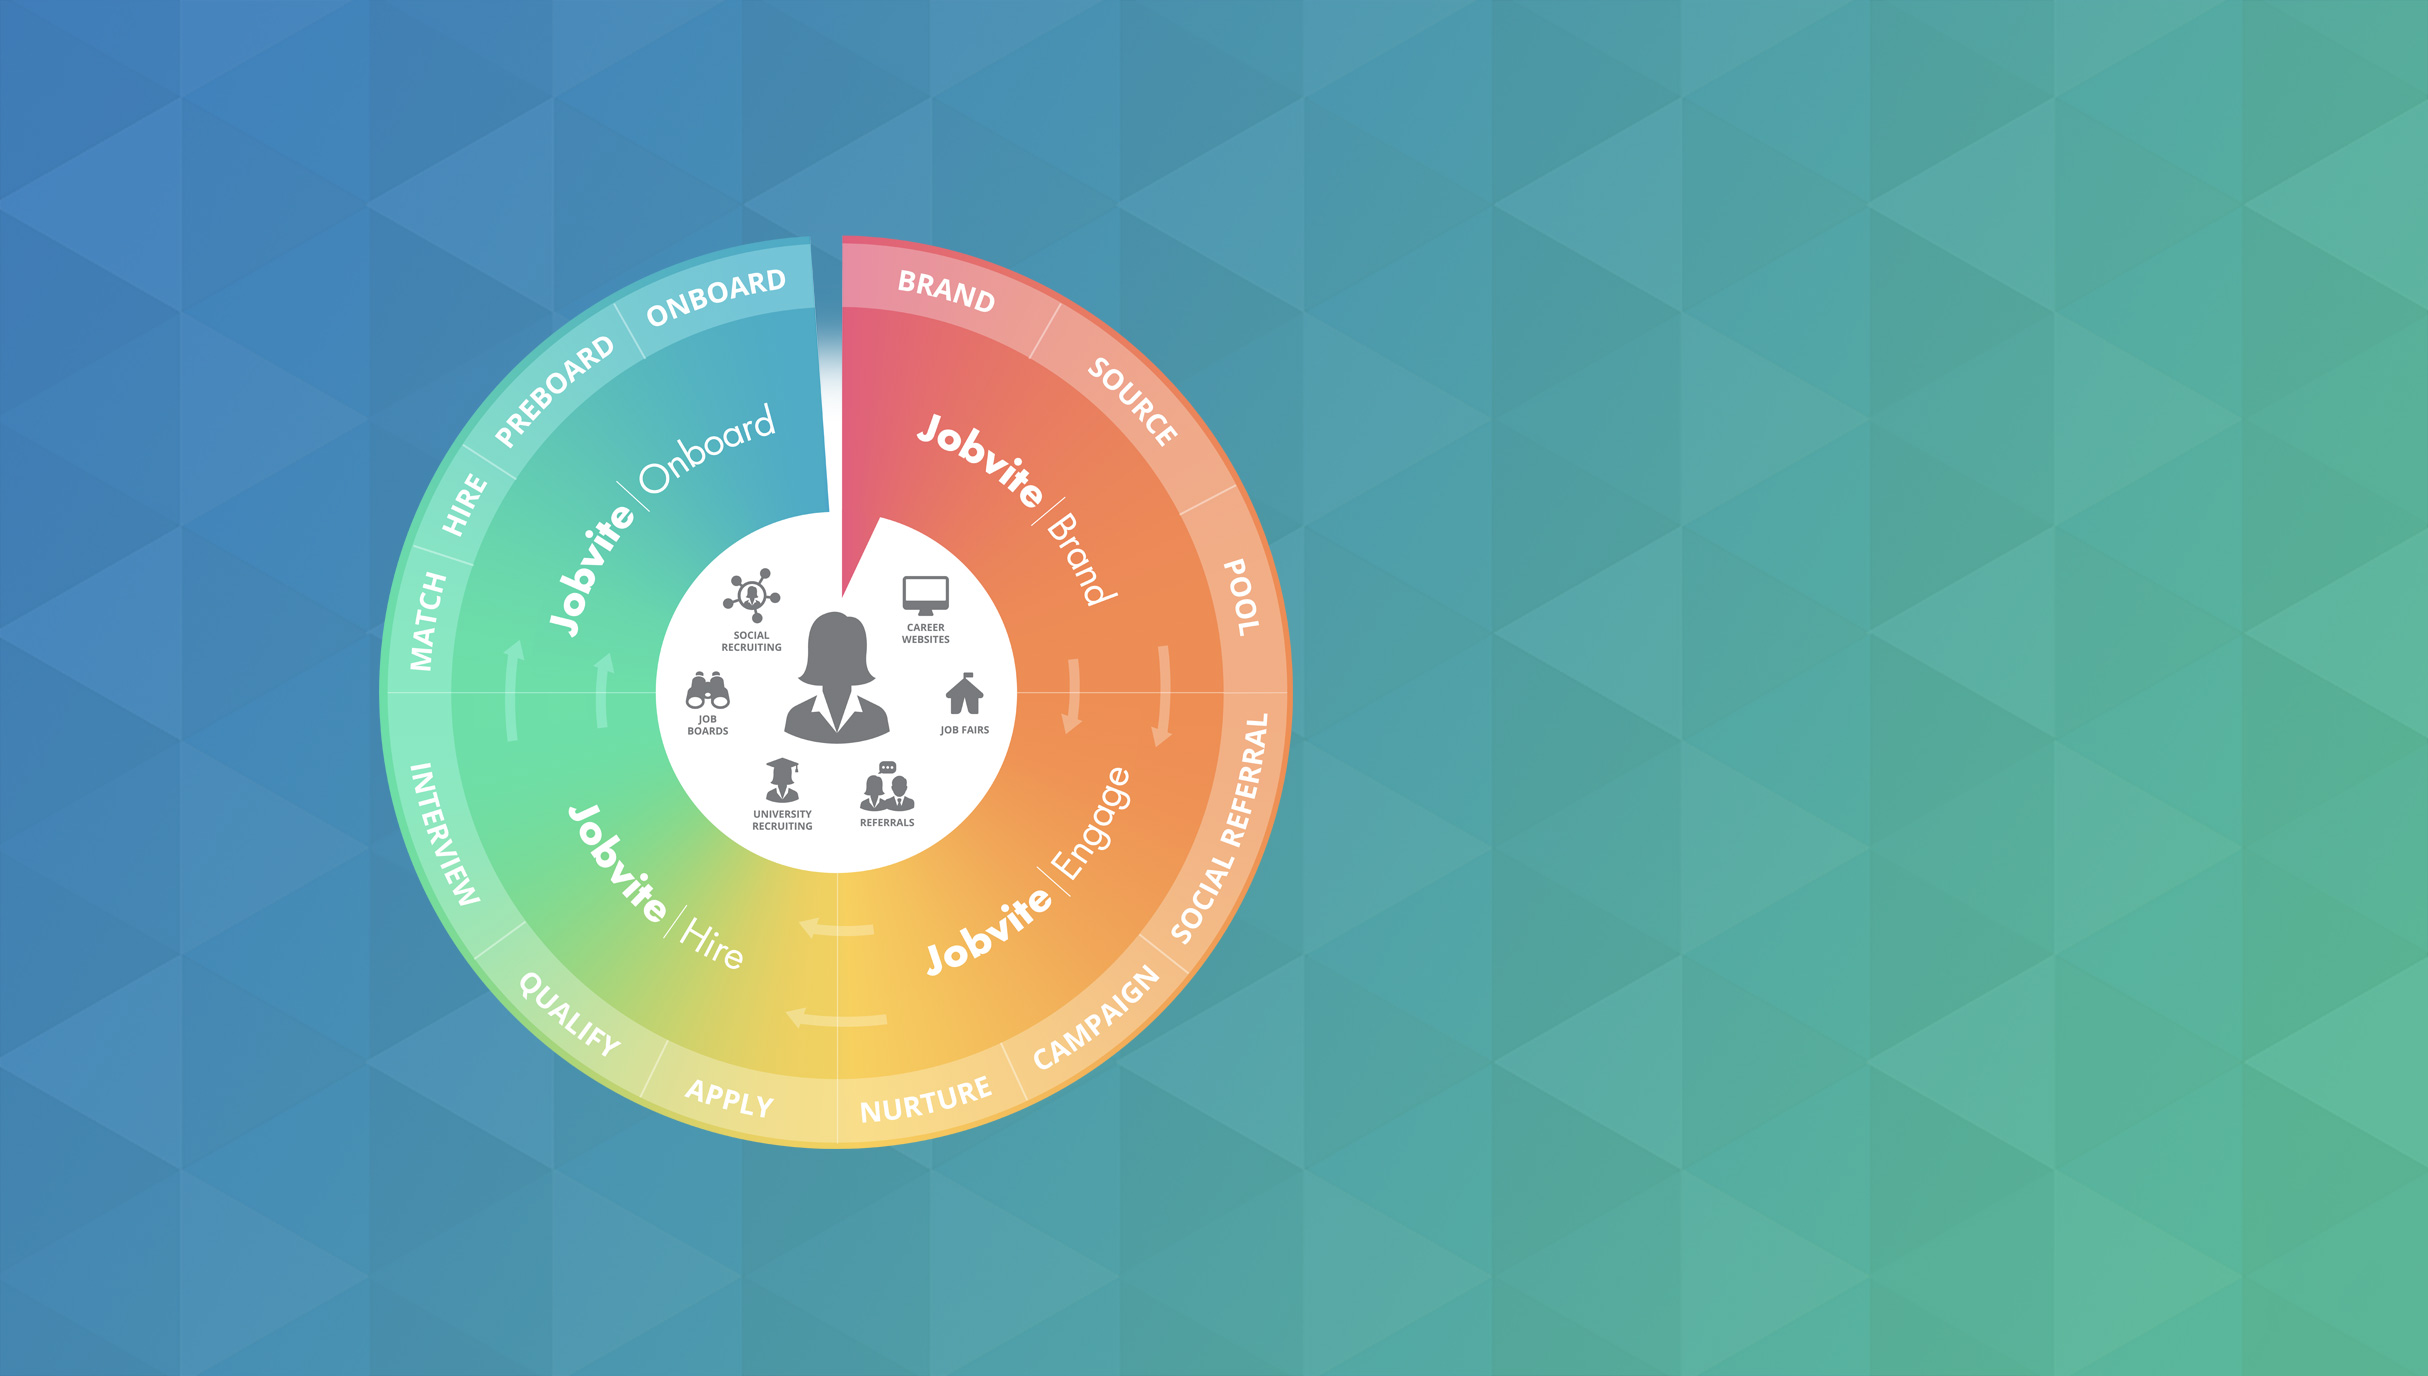 BRAND
SOURCE
POOL
SOCIAL REFERRAL
CAMPAIGN
NURTURE
APPLY
QUALIFY
INTERVIEW
MATCH
HIRE
PREBOARD
ONBOARD
Jobvite | Brand
Jobvite | Engage
Jobvite | Hire
Jobvite | Onboard
CAREER
WEBSITES
JOB FAIRS
REFERRALS
UNIVERSITY
RECRUITING
JOB
BOARDS
SOCIAL
RECRUITING